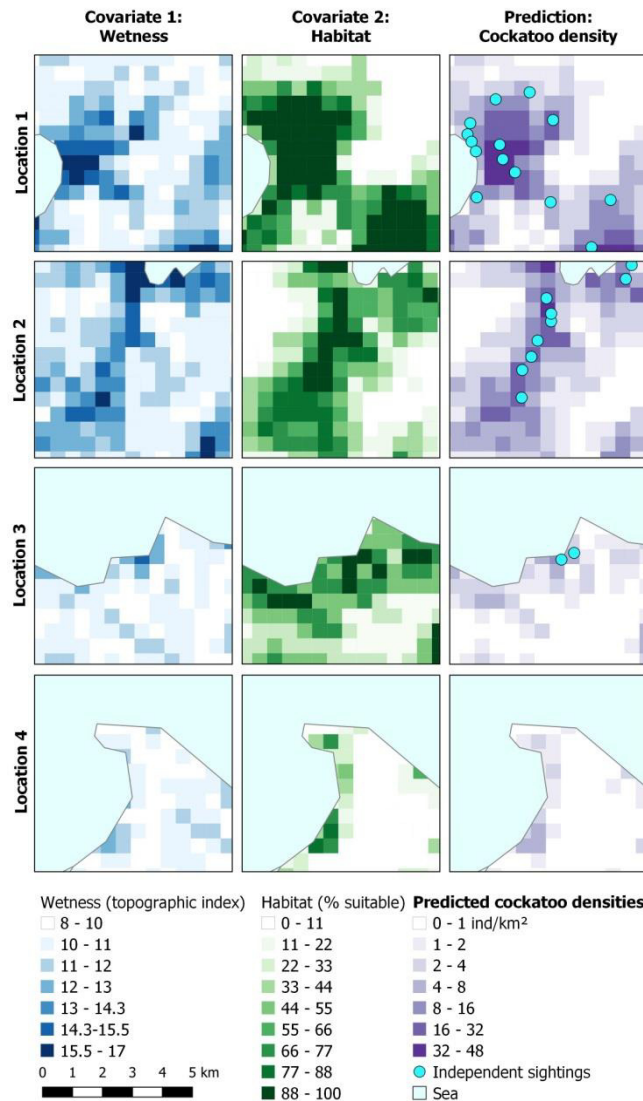 Covariate 1:
Wetness
Covariate 2:
Habitat
Prediction:
Cockatoo density
Location 1
Location 2
Location 3
Location 4
Wetness (topographic index)
8 - 10
10 - 11
11 - 12
12 - 13
13 - 14.3
14.3-15.5
15.5 - 17
0 1 2 3 4 5 km
Habitat (% suitable)
0 - 11
11 - 22
22 - 33
33 - 44
44 - 55
55 - 66
66 - 77
77 - 88
88 - 100
Predicted cockatoo densities
0 - 1 ind/km²
1 - 2
2 - 4
4 - 8
8 - 16
16 - 32
32 - 48
Independent sightings
Sea